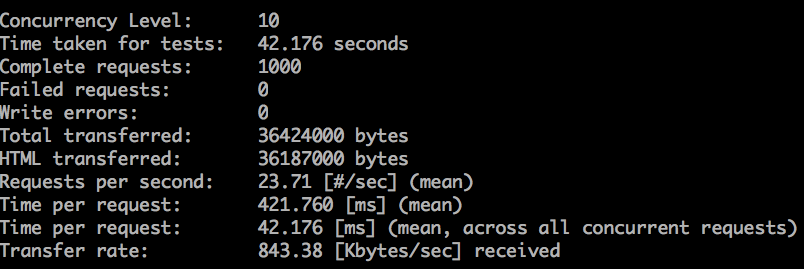 Concurrency Level:      10
Time taken for tests:   42.176 seconds
Complete requests:      1000
Failed requests:        0
Write errors:           0
Total transferred:      36424000 bytes
HTML transferred:       36187000 bytes
Requests per second:    23.71 [#/sec] (mean)
Time per request:       421.760 [ms] (mean)
Time per request:       42.176 [ms] (mean, across all concurrent requests)
Transfer rate:          843.38 [Kbytes/sec] received